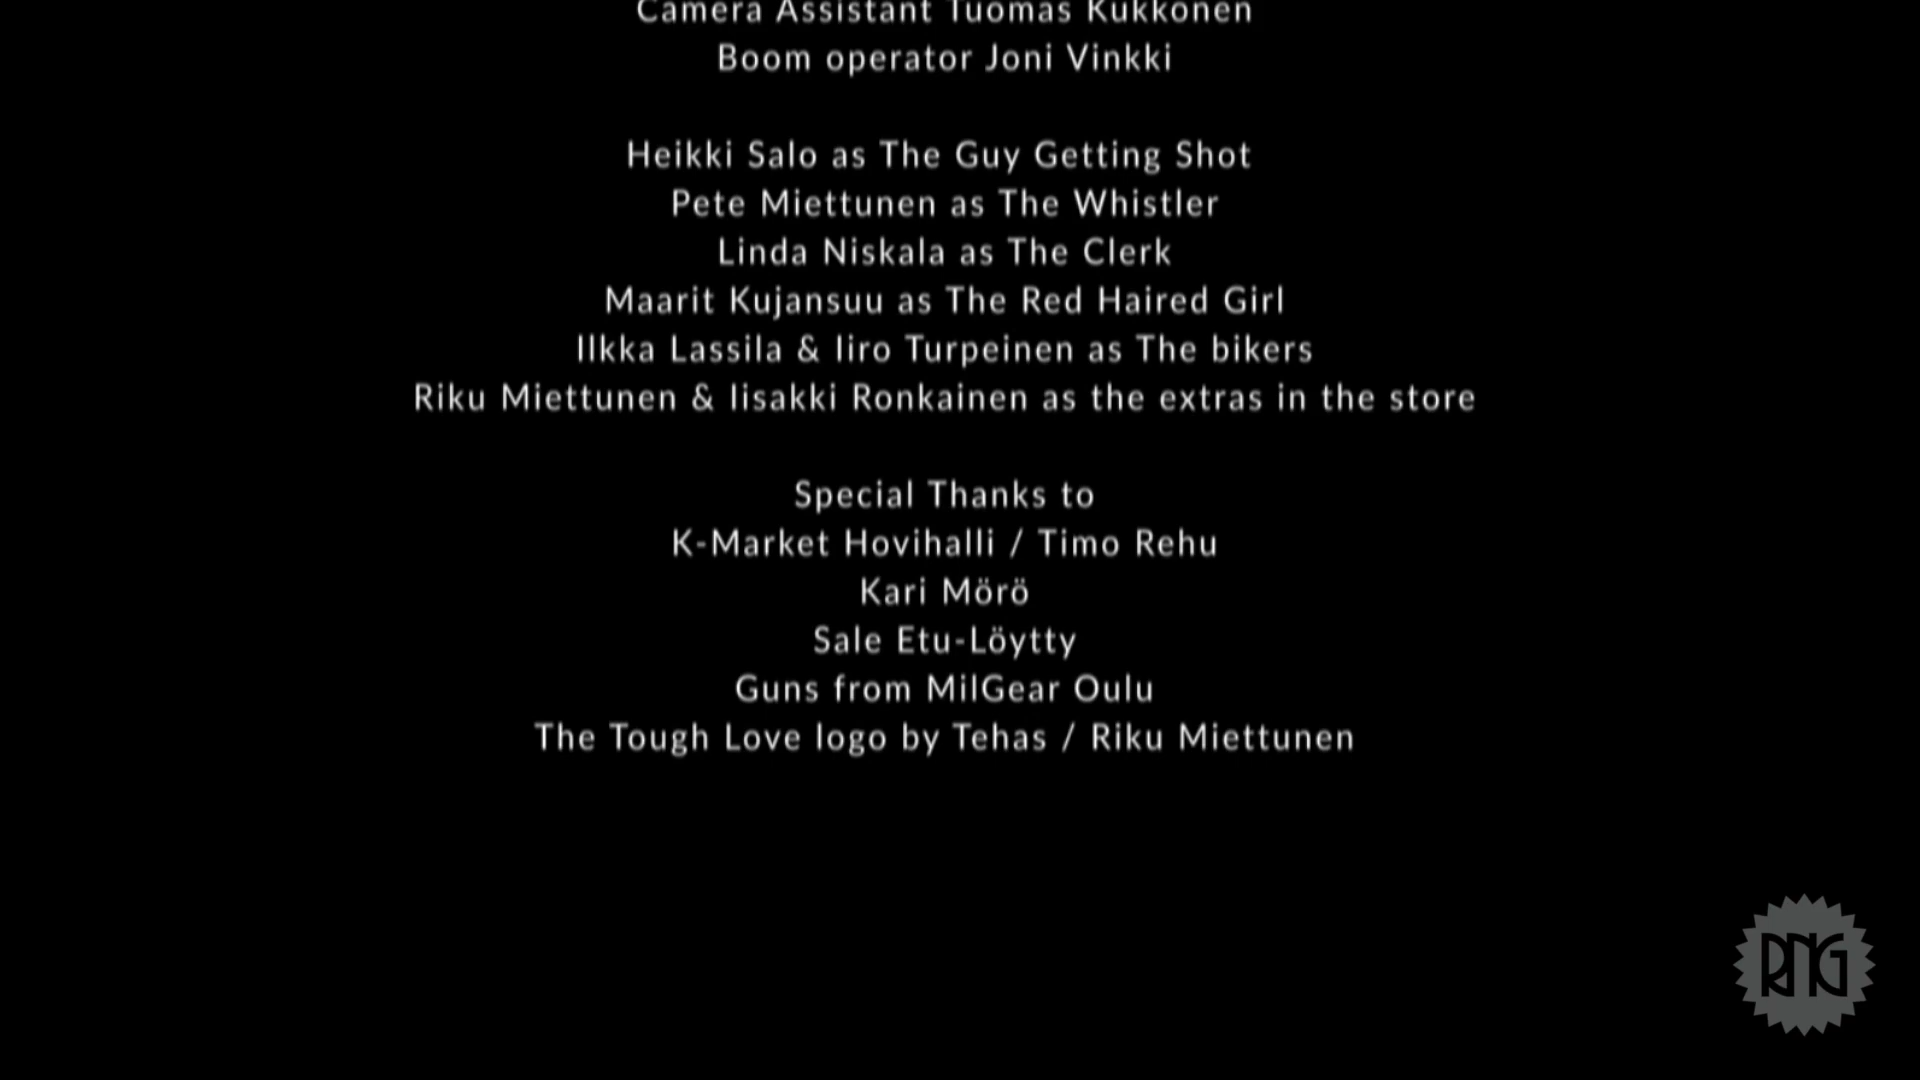 Camera Assistant Tuomas Kukkonen
Boom operator Joni Vinkki
Heikki Salo as The Guy Getting Shot
Pete Miettunen as The Whistler
Linda Niskala as The Clerk
Maarit Kujansuu as The Red Haired Girl
Ilkka Lassila & Iiro Turpeinen as The bikers
Riku Miettunen & Iisakki Ronkainen as the extras in the store
Special Thanks to
K-Market Hovihalli / Timo Rehu
Kari Mörö
Sale Etu-Löytty
Guns from MilGear Oulu
The Tough Love logo by Tehas / Riku Miettunen
RNG